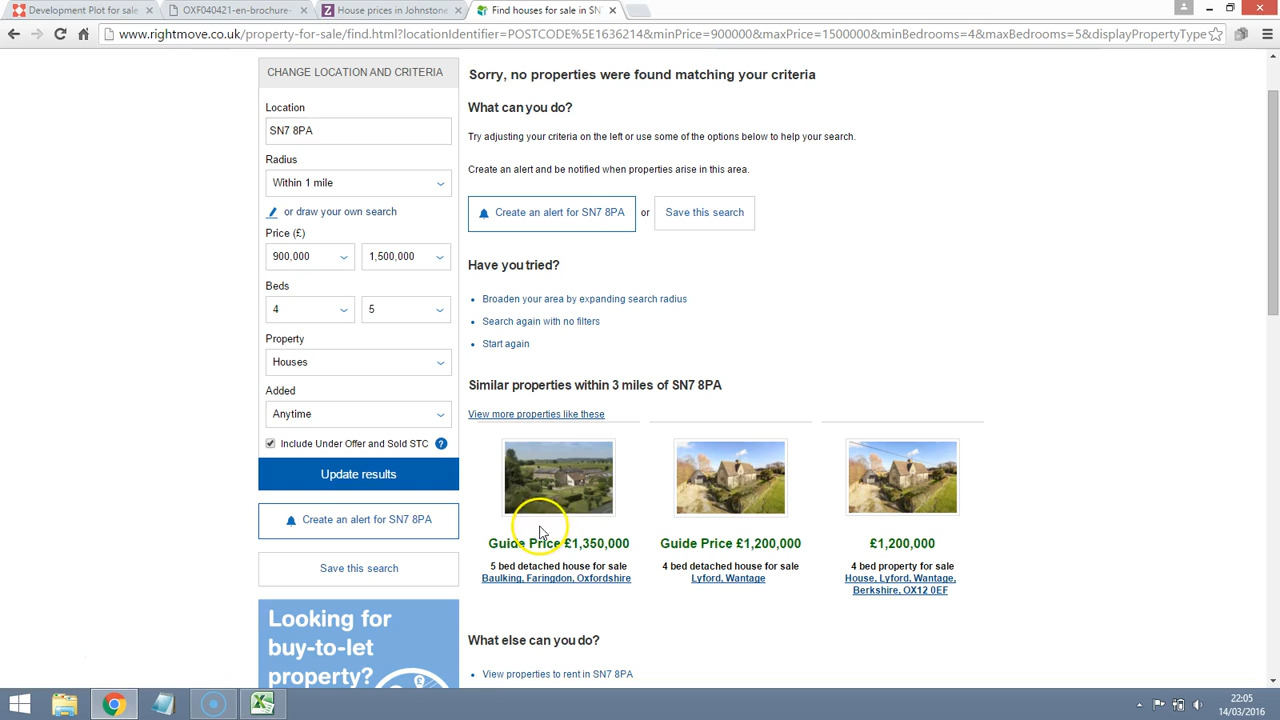 Development Plot for sale
OXF040421-en-brochure-
House prices in Johnstone
Find houses for sale in SN
www.rightmove.co.uk/property-for-sale/find.html?locationIdentifier=POSTCODE%5E1636214&minPrice=900000&maxPrice=1500000&minBedrooms=4&maxBedrooms=5&displayPropertyType
CHANGE LOCATION AND CRITERIA
Location
SN7 8PA
Radius
Within 1 mile
or draw your own search
Price (£)
900,000
1,500,000
Beds
4
5
Property
Houses
Added
Anytime
Include Under Offer and Sold STC ?
Update results
Create an alert for SN7 8PA
Save this search
Looking for
buy-to-let
property?
Sorry, no properties were found matching your criteria
What can you do?
Try adjusting your criteria on the left or use some of the options below to help your search.
Create an alert and be notified when properties arise in this area.
Create an alert for SN7 8PA or Save this search
Have you tried?
Broaden your area by expanding search radius
Search again with no filters
Start again
Similar properties within 3 miles of SN7 8PA
View more properties like these
Guide Price £1,350,000
5 bed detached house for sale
Baulking, Faringdon, Oxfordshire
Guide Price £1,200,000
4 bed detached house for sale
Lyford, Wantage
£1,200,000
4 bed property for sale
House, Lyford, Wantage,
Berkshire, OX12 0EF
What else can you do?
View properties to rent in SN7 8PA
22:05
14/03/2016